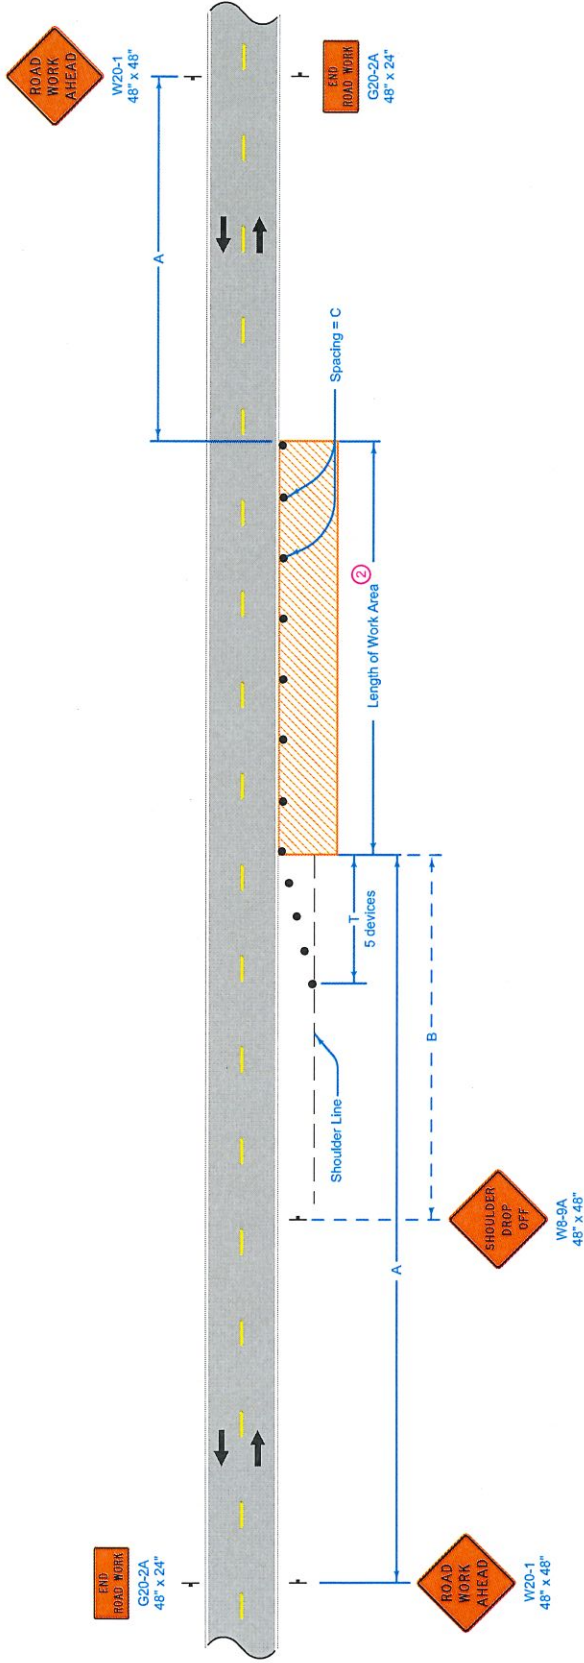 ROAD
WORK
AHEAD
W20-1
48" x 48"
END
ROAD WORK
G20-2A
48" x 24"
A
Spacing = C
Length of Work Area
2
T
5 devices
B
Shoulder Line
A
SHOULDER
DROP
OFF
W8-9A
48" x 48"
END
ROAD WORK
G20-2A
48" x 24"
ROAD
WORK
AHEAD
W20-1
48" x 48"